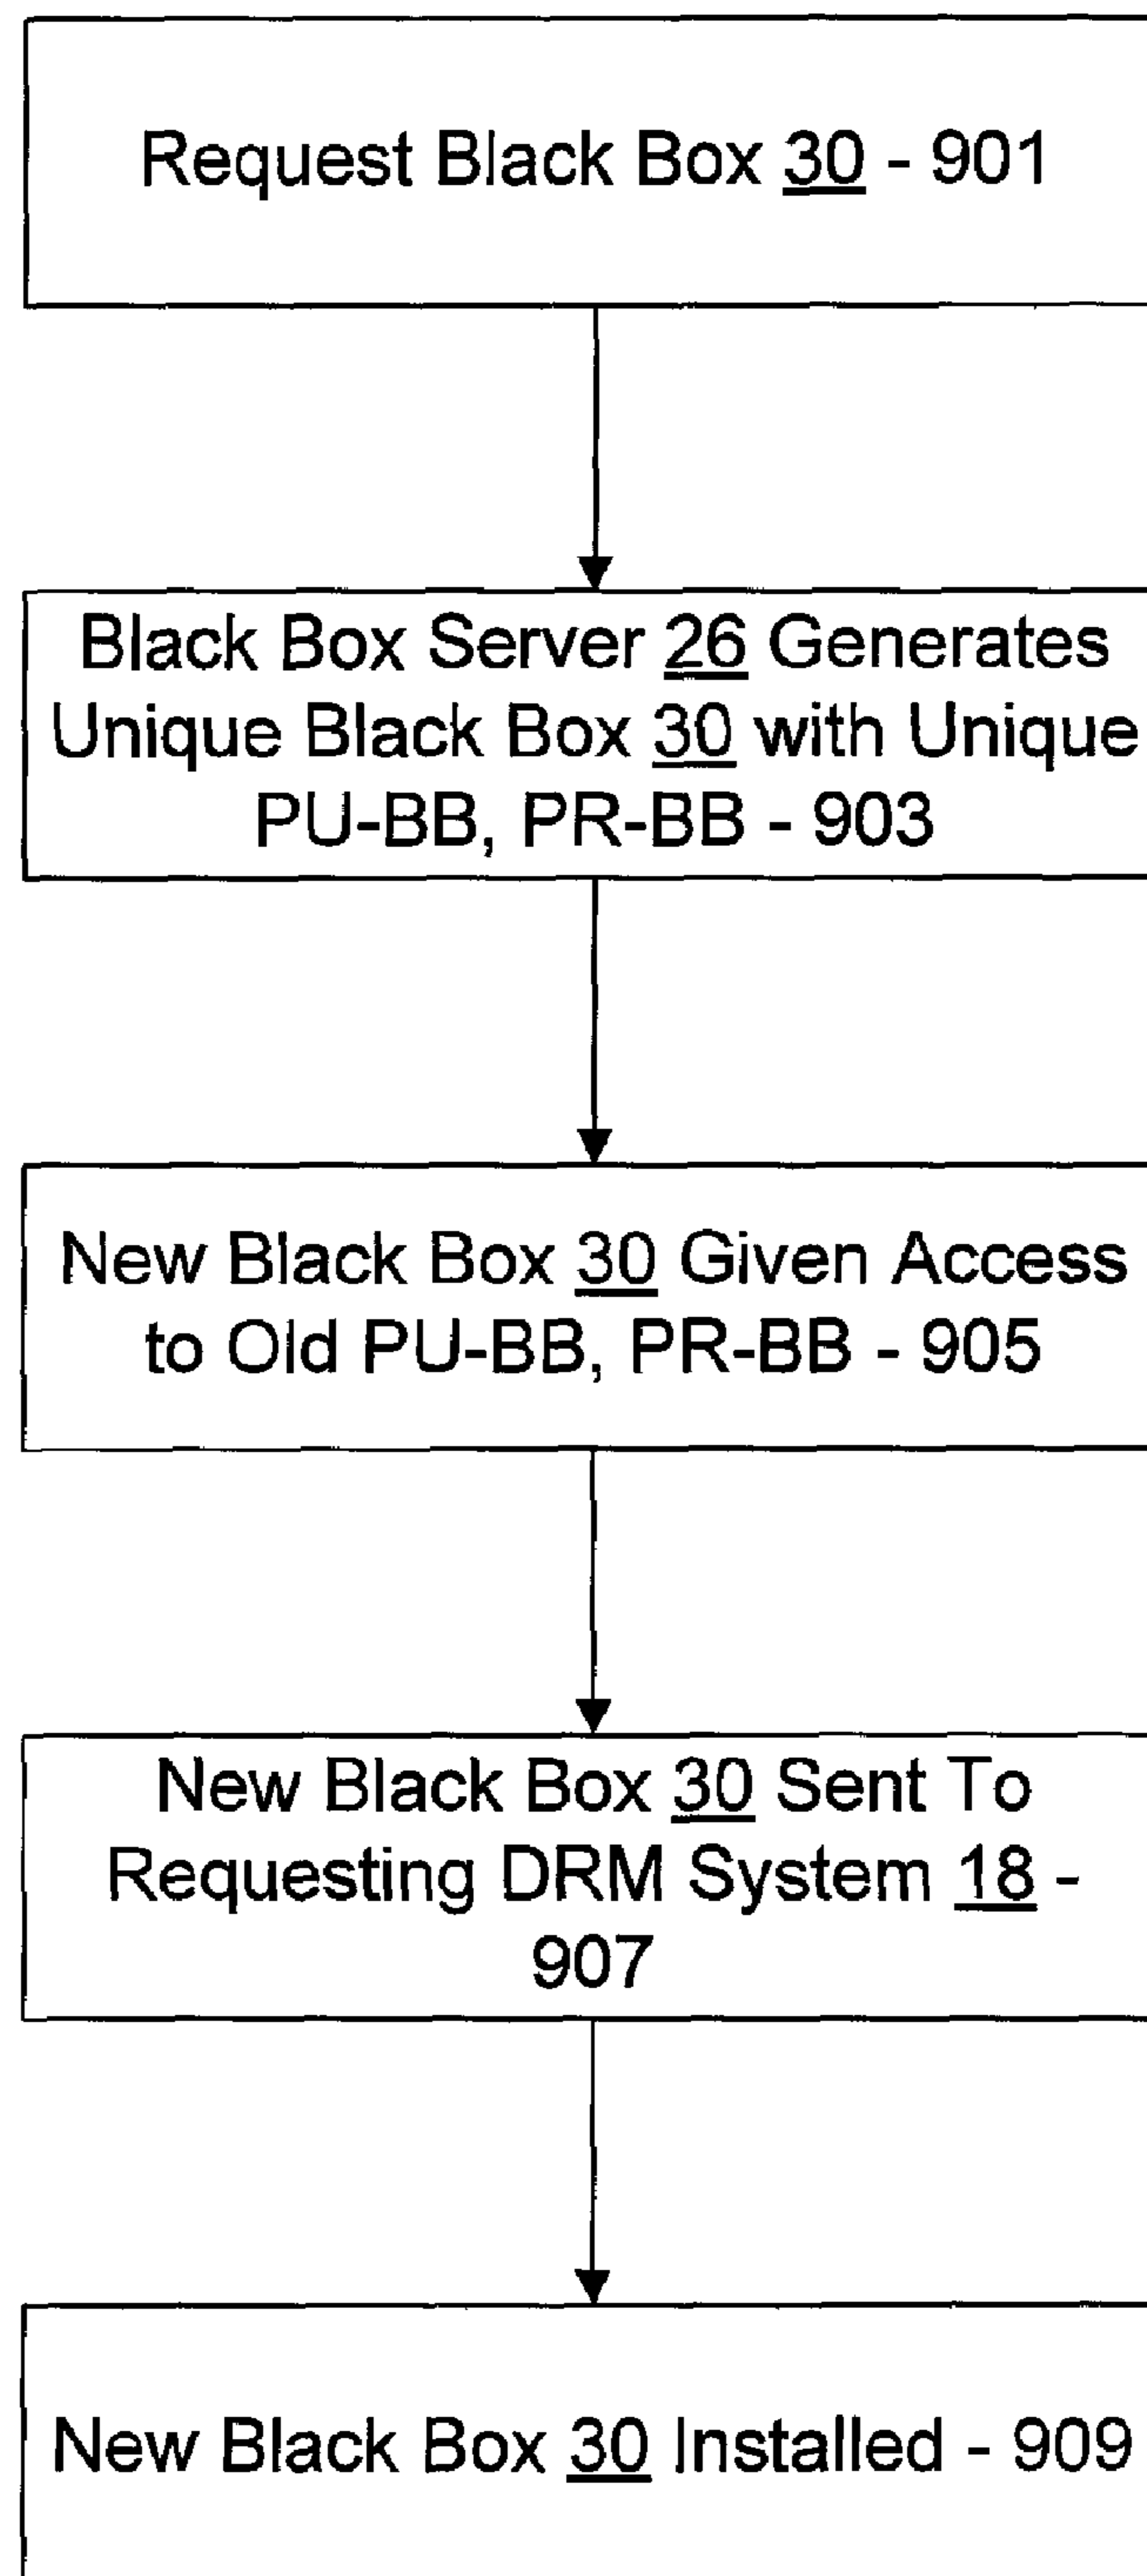 Request Black Box 30 - 901
Black Box Server 26 Generates
Unique Black Box 30 with Unique
PU-BB, PR-BB - 903
New Black Box 30 Given Access
to Old PU-BB, PR-BB - 905
New Black Box 30 Sent To
Requesting DRM System 18 -
907
New Black Box 30 Installed - 909